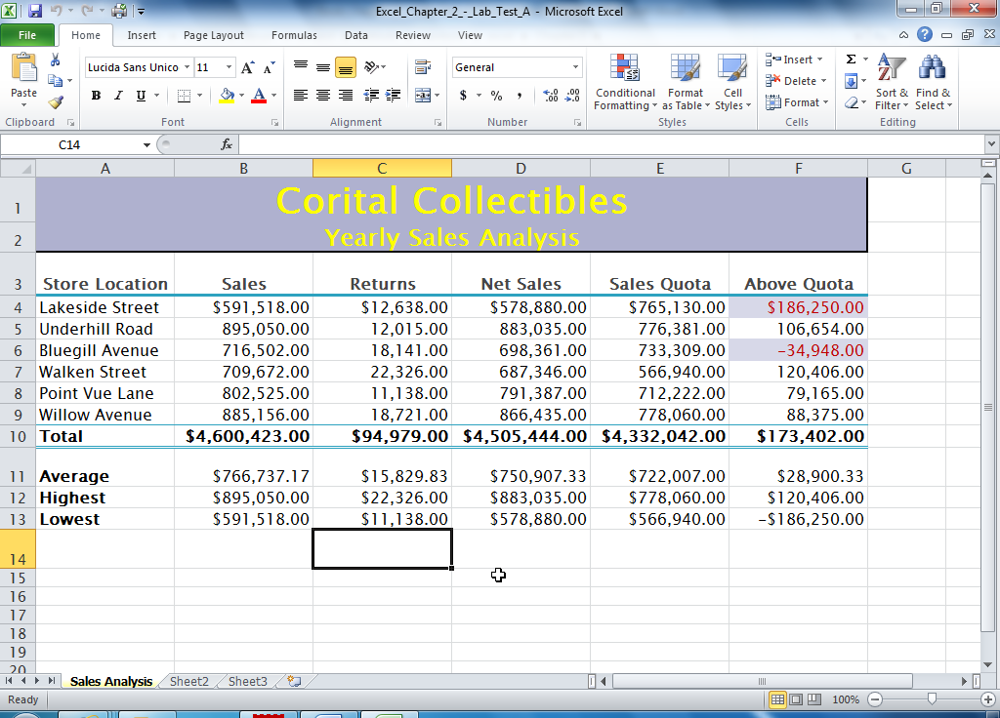 Excel_Chapter_2_-_Lab_Test_A - Microsoft Excel
File Home Insert Page Layout Formulas Data Review View
Paste Lucida Sans Unico 11 A A General Conditional Formatting Format as Table Cell Styles Insert Delete Format Σ Sort & Filter Find & Select
B I U A $ % , .00 .0
Clipboard Font Alignment Number Styles Cells Editing
C14 fx
A B C D E F G
1 Corital Collectibles
2 Yearly Sales Analysis
3 Store Location Sales Returns Net Sales Sales Quota Above Quota
4 Lakeside Street $591,518.00 $12,638.00 $578,880.00 $765,130.00 $186,250.00
5 Underhill Road 895,050.00 12,015.00 883,035.00 776,381.00 106,654.00
6 Bluegill Avenue 716,502.00 18,141.00 698,361.00 733,309.00 -34,948.00
7 Walken Street 709,672.00 22,326.00 687,346.00 566,940.00 120,406.00
8 Point Vue Lane 802,525.00 11,138.00 791,387.00 712,222.00 79,165.00
9 Willow Avenue 885,156.00 18,721.00 866,435.00 778,060.00 88,375.00
10 Total $4,600,423.00 $94,979.00 $4,505,444.00 $4,332,042.00 $173,402.00
11 Average $766,737.17 $15,829.83 $750,907.33 $722,007.00 $28,900.33
12 Highest $895,050.00 $22,326.00 $883,035.00 $778,060.00 $120,406.00
13 Lowest $591,518.00 $11,138.00 $578,880.00 $566,940.00 -$186,250.00
14
15
16
17
18
19
20
Sales Analysis Sheet2 Sheet3
Ready 100%